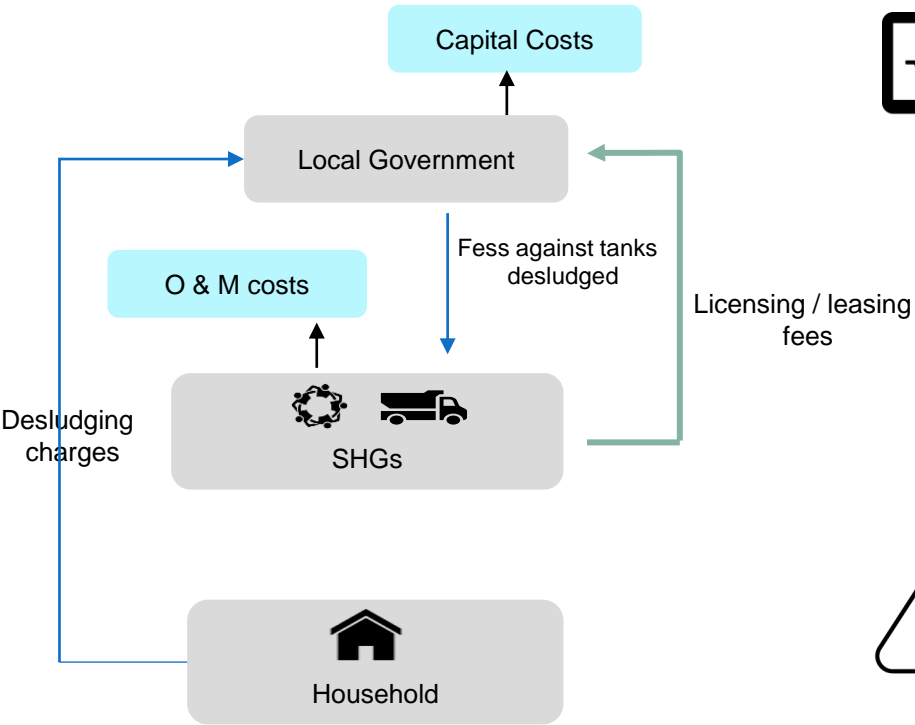 Capital Costs
Local Government
Fess against tanks
desludged
O & M costs
Licensing / leasing
fees
Desludging
charges
SHGs
Household